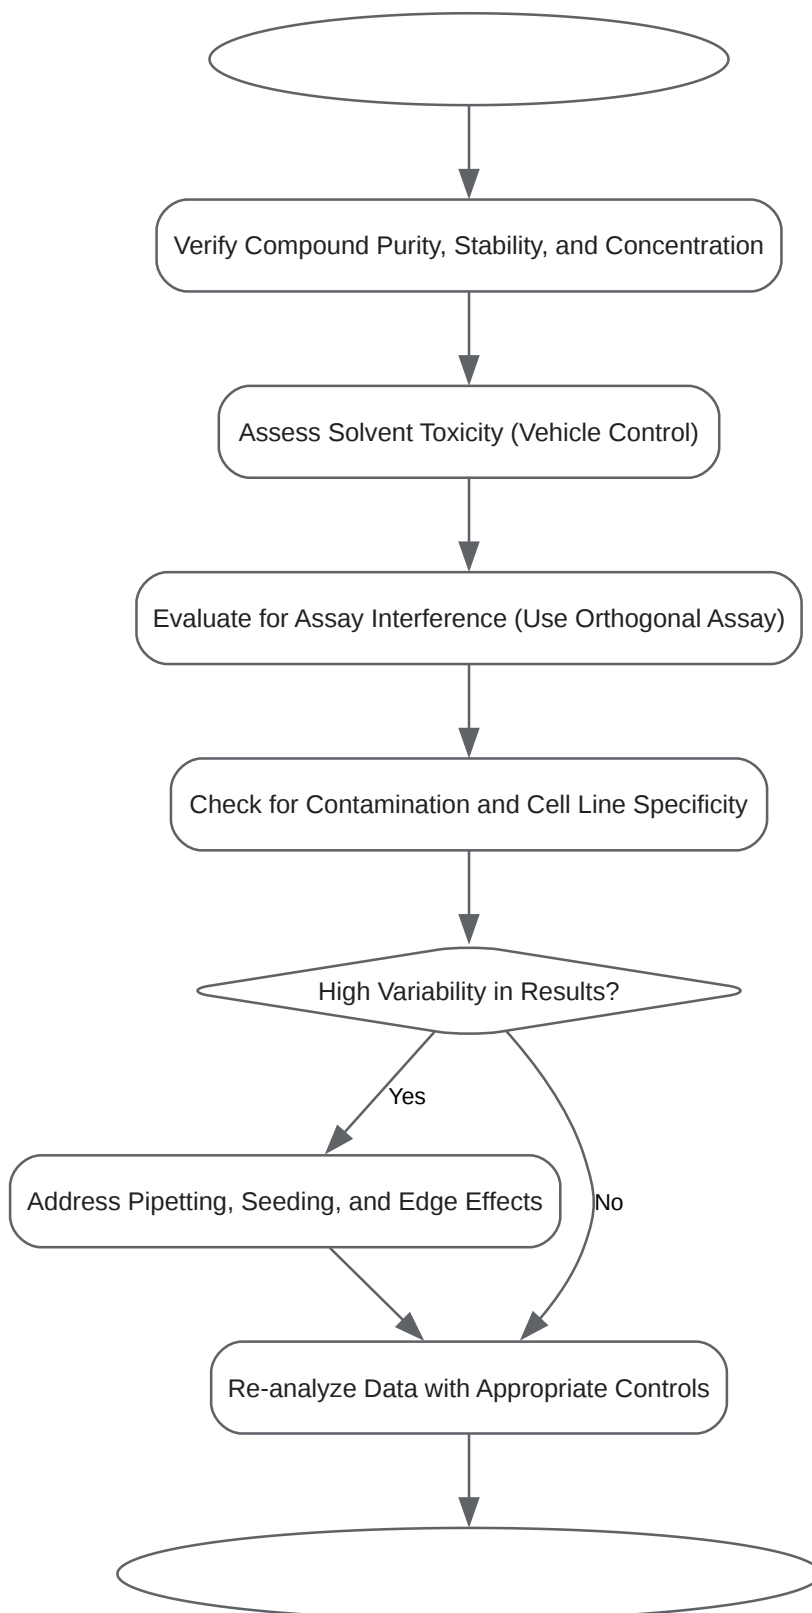 Verify Compound Purity, Stability, and Concentration
Assess Solvent Toxicity (Vehicle Control)
Evaluate for Assay Interference (Use Orthogonal Assay)
Check for Contamination and Cell Line Specificity
High Variability in Results?
Yes
Address Pipetting, Seeding, and Edge Effects
No
Re-analyze Data with Appropriate Controls